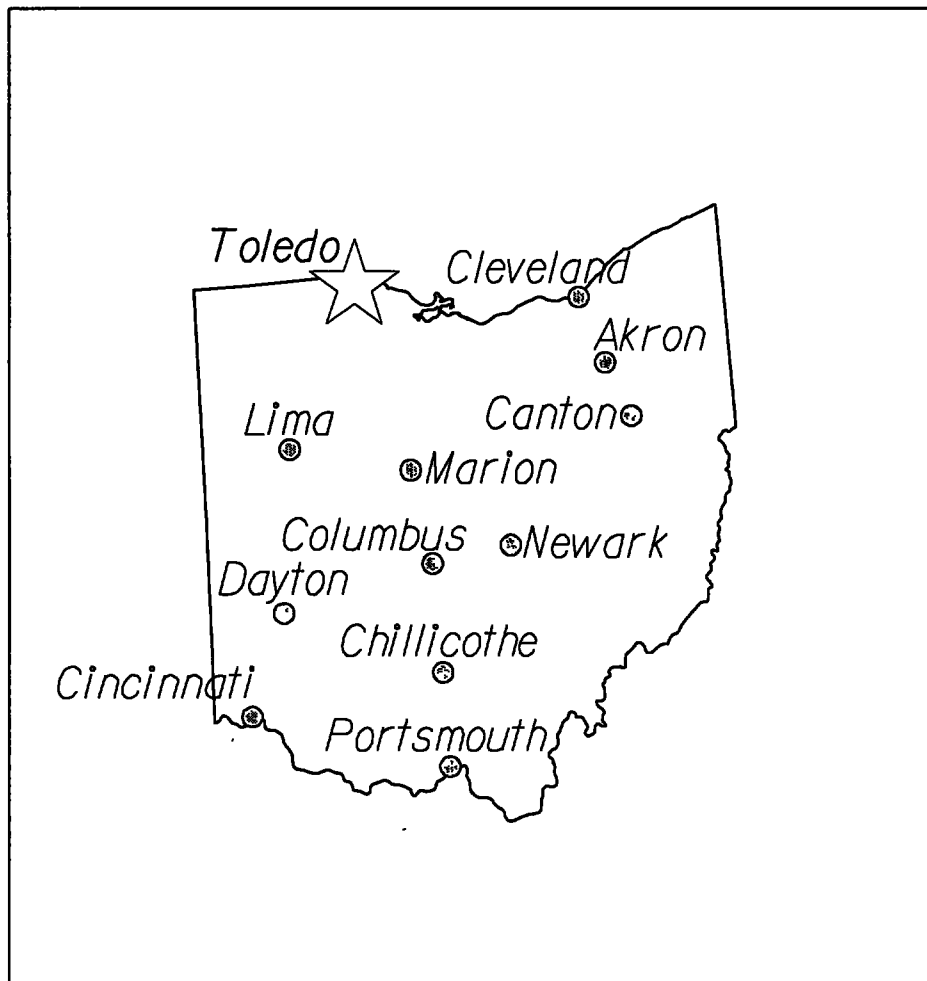 Toledo
Cleveland
Akron
Canton
Lima
Marion
Columbus
Newark
Dayton
Chillicothe
Cincinnati
Portsmouth